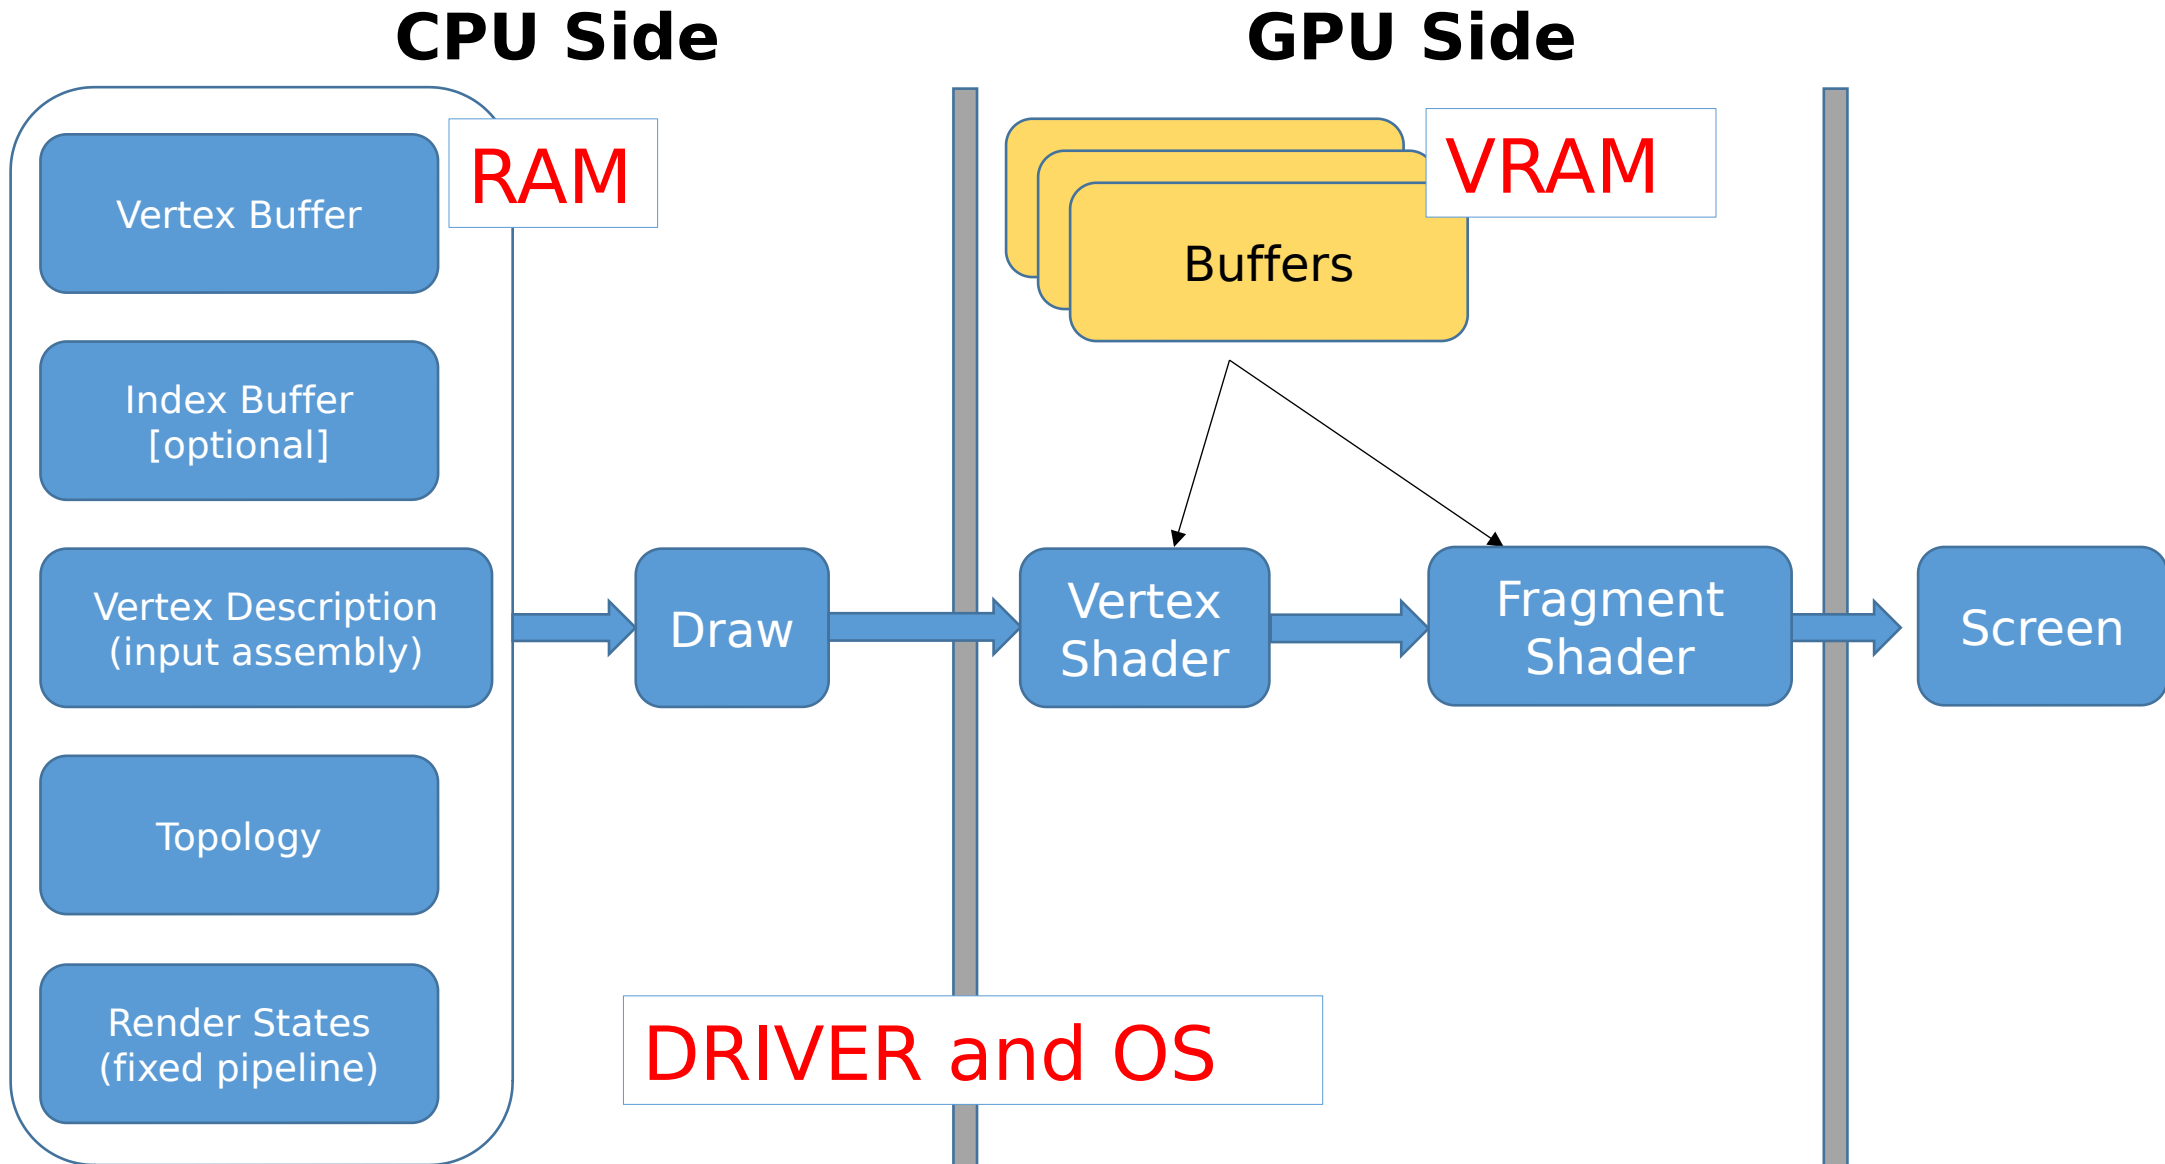 CPU Side
GPU Side
RAM
VRAM
Vertex Buffer
Buffers
Index Buffer
[optional]
Vertex Description
(input assembly)
Draw
Vertex
Shader
Fragment
Shader
Screen
Topology
Render States
(fixed pipeline)
DRIVER and OS